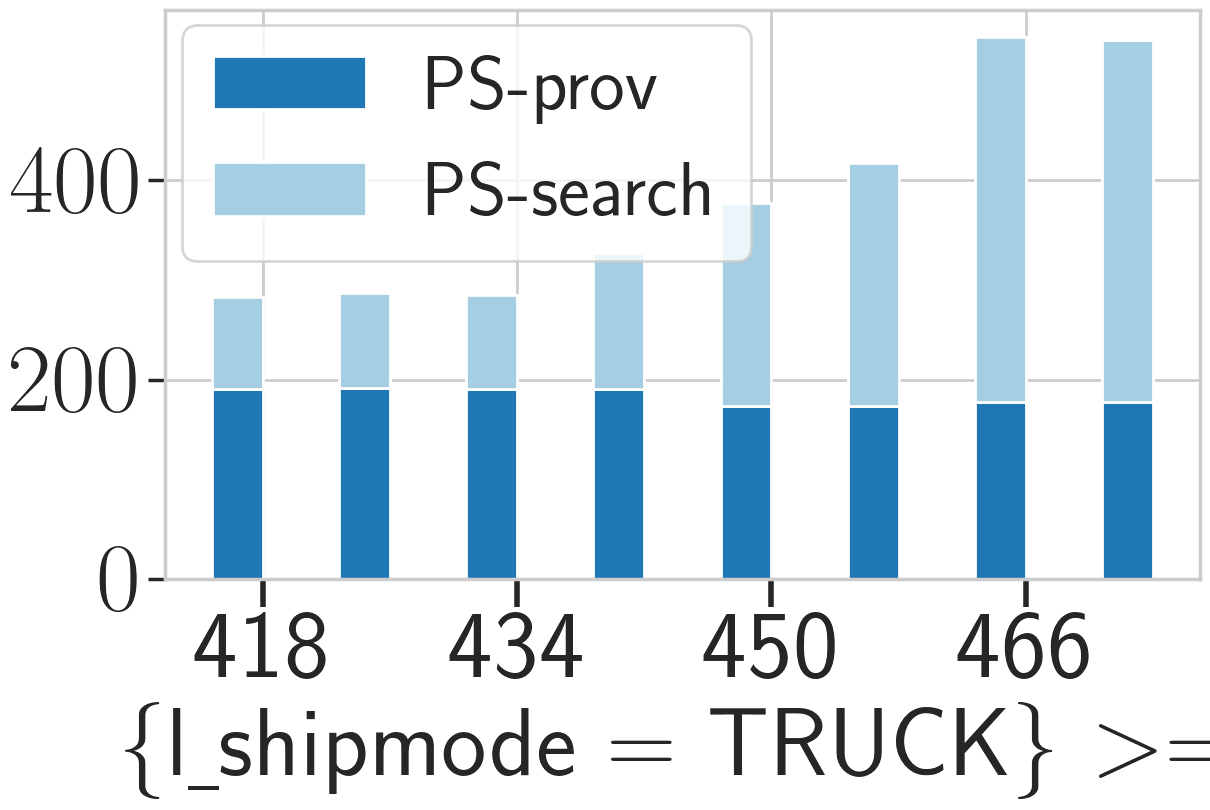 PS-prov
PS-search
400
200
0
418 434 450 466
{l_shipmode = TRUCK} >=